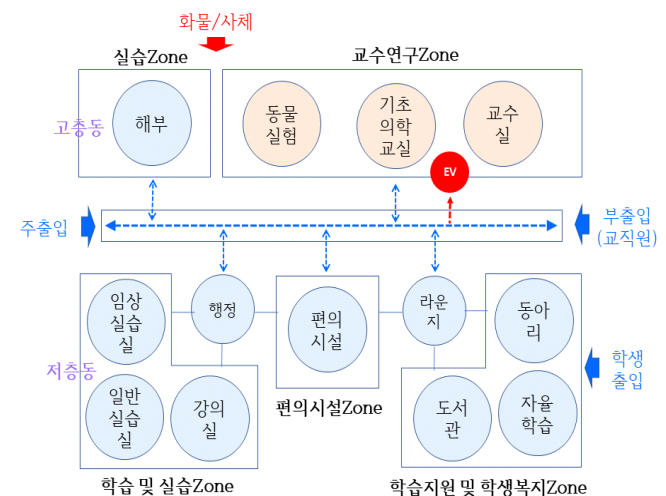 화물/사체
실습Zone
교수연구Zone
고층동
해부
동물
실험
기초
의학
교실
교수
실
EV
주출입
부출입
(교직원)
임상
실습
실
행정
편의
시설
라운
지
동아
리
저층동
학생
출입
일반
실습
실
강의
실
편의시설Zone
도서
관
자율
학습
학습 및 실습Zone
학습지원 및 학생복지Zone